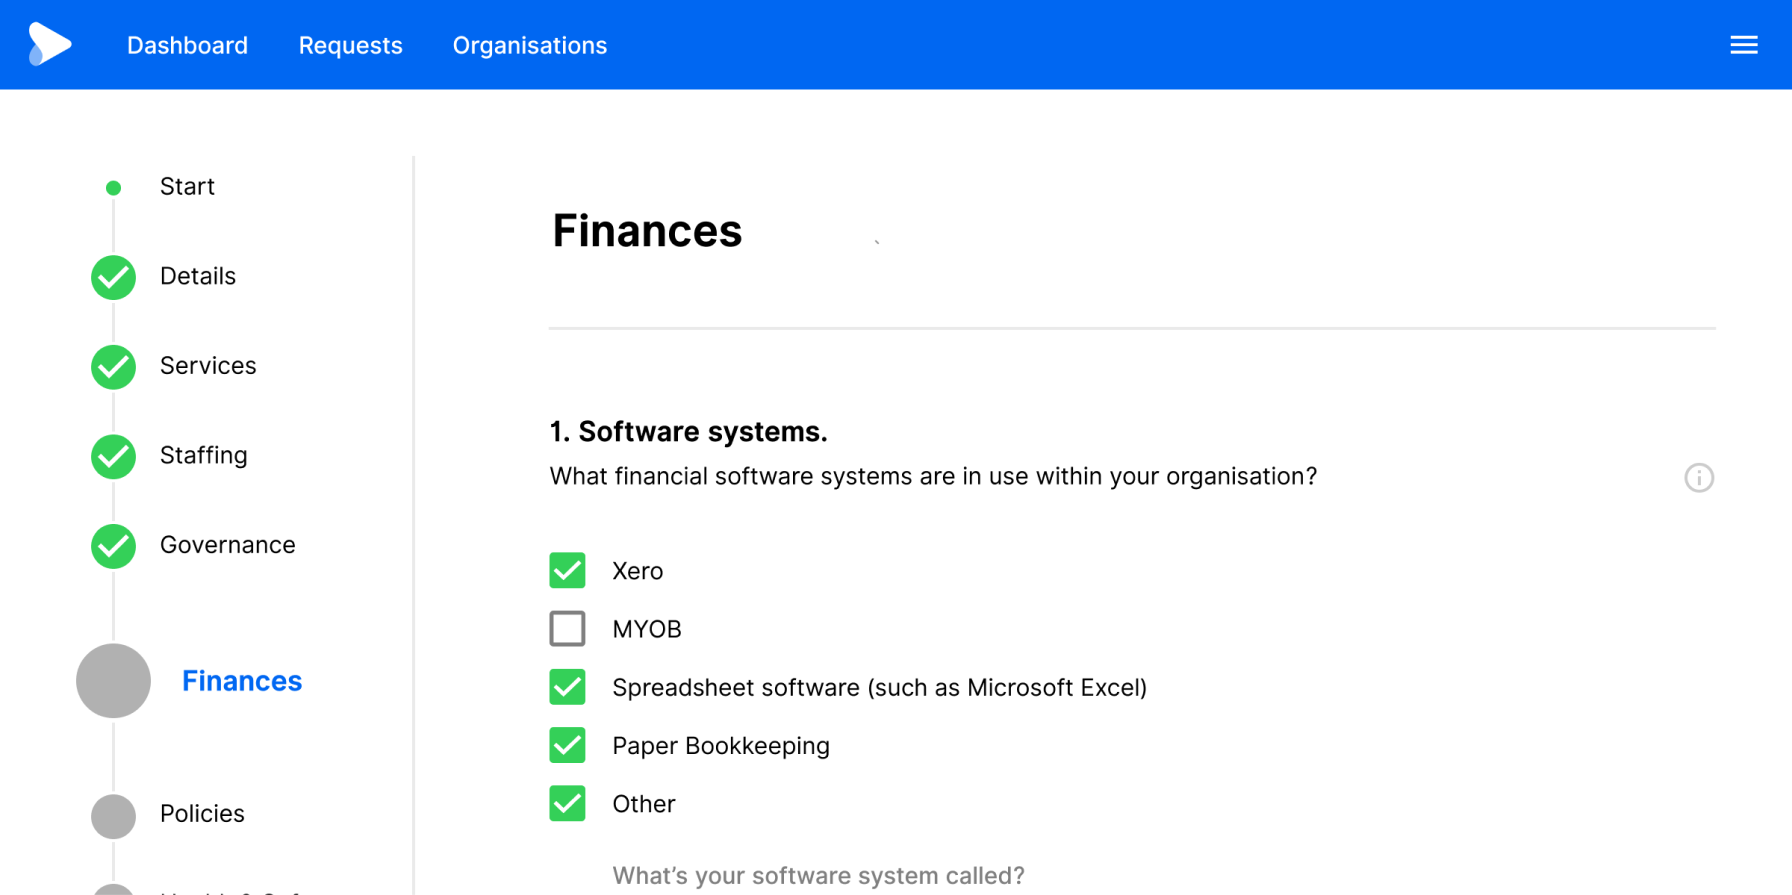 Dashboard
Requests
Organisations
Start
Details
Services
Staffing
Governance
Finances
Policies
Finances
1. Software systems.
What financial software systems are in use within your organisation?
Xero
MYOB
Spreadsheet software (such as Microsoft Excel)
Paper Bookkeeping
Other
What's your software system called?